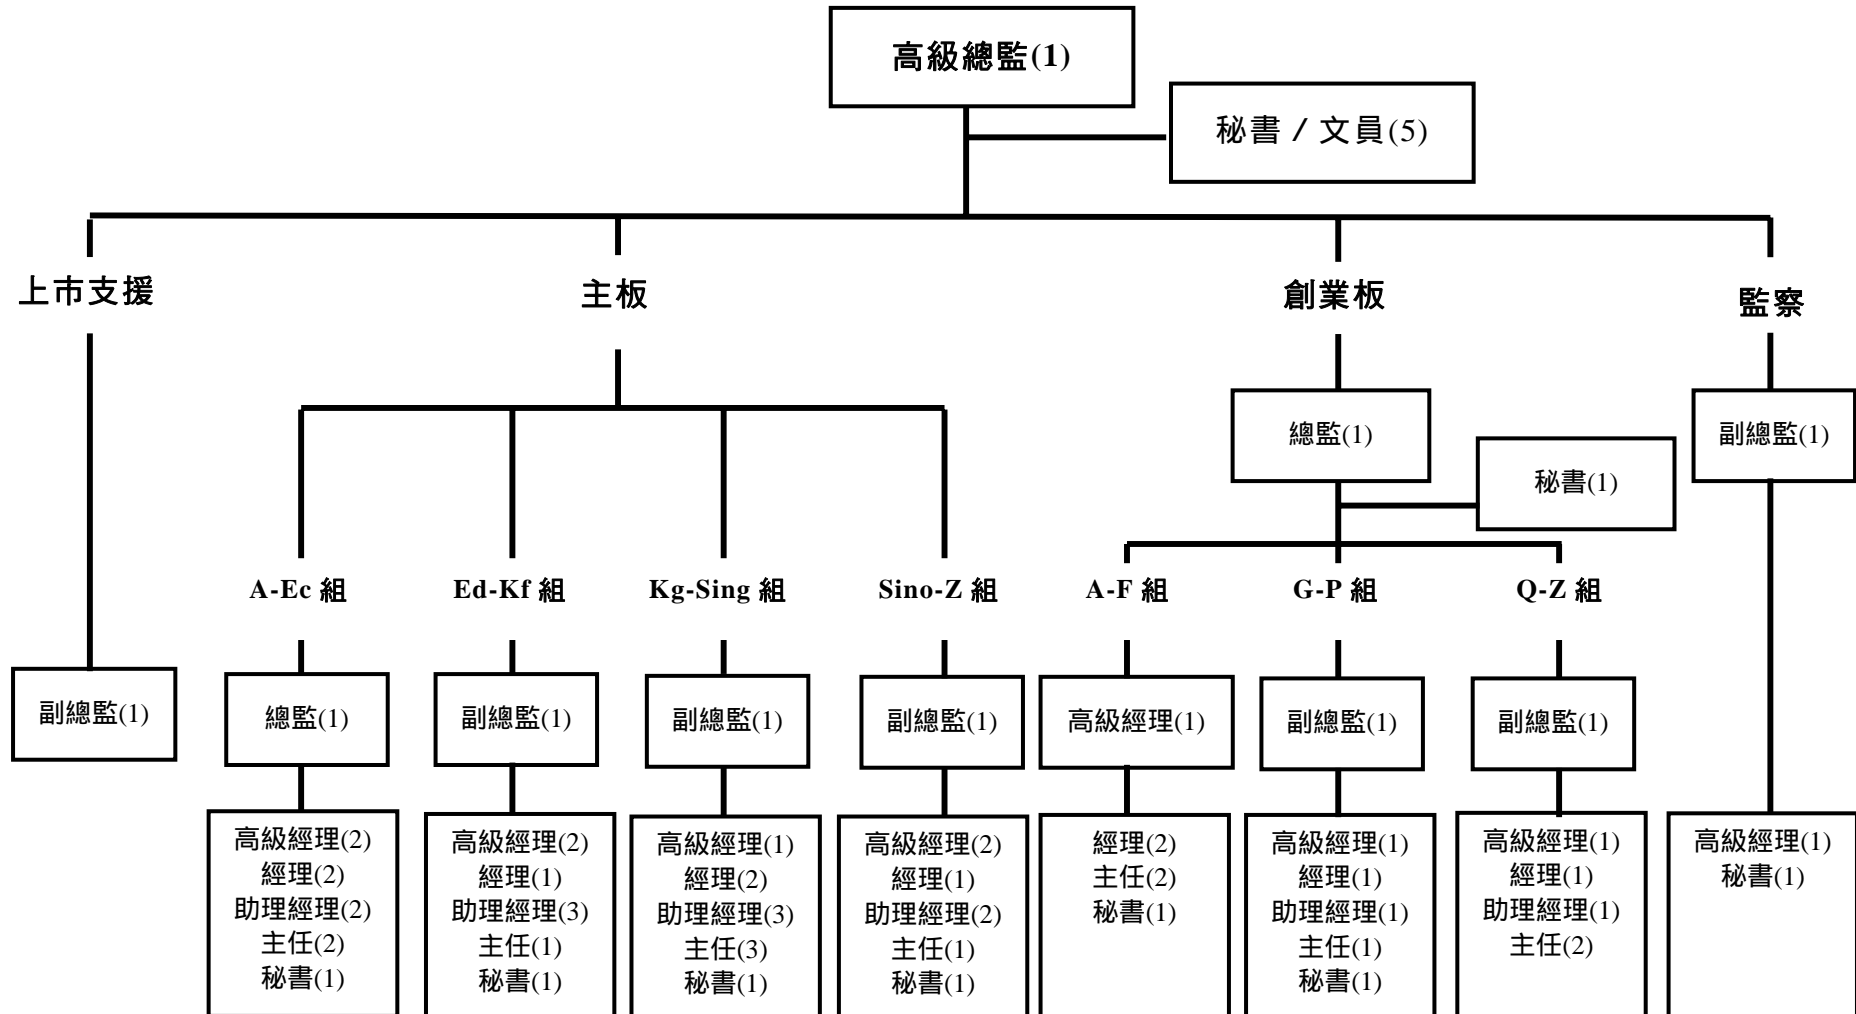 高級總監(1)
秘書 / 文員(5)
上市支援
主板
創業板
監察
總監(1)
副總監(1)
秘書(1)
A-Ec 組
Ed-Kf 組
Kg-Sing 組
Sino-Z 組
A-F 組
G-P 組
Q-Z 組
副總監(1)
總監(1)
副總監(1)
副總監(1)
副總監(1)
高級經理(1)
副總監(1)
副總監(1)
高級經理(2)
經理(2)
助理經理(2)
主任(2)
秘書(1)
高級經理(2)
經理(1)
助理經理(3)
主任(1)
秘書(1)
高級經理(1)
經理(2)
助理經理(3)
主任(3)
秘書(1)
高級經理(2)
經理(1)
助理經理(2)
主任(1)
秘書(1)
經理(2)
主任(2)
秘書(1)
高級經理(1)
經理(1)
助理經理(1)
主任(1)
秘書(1)
高級經理(1)
經理(1)
助理經理(1)
主任(2)
高級經理(1)
秘書(1)